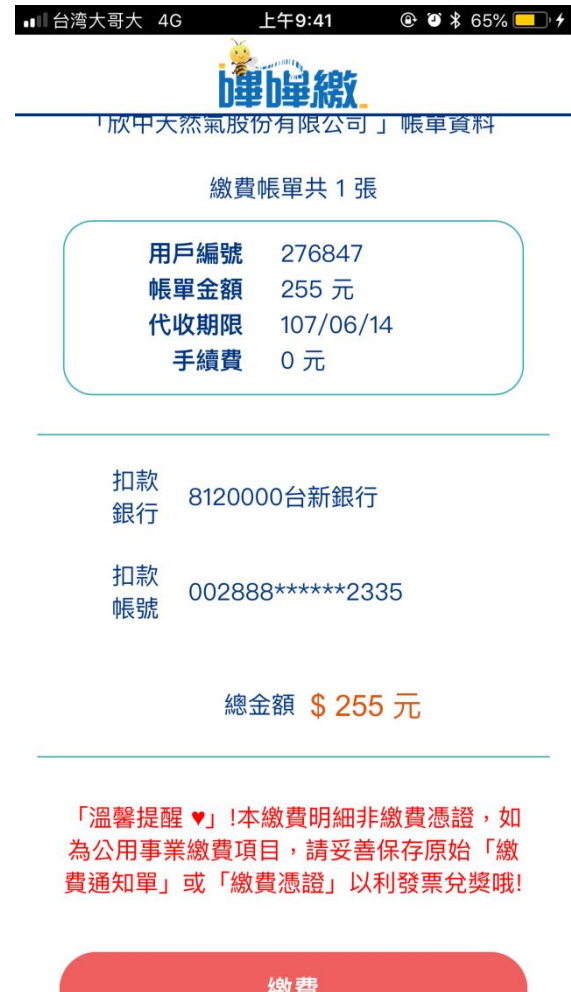 台湾大哥大 4G 上午9:41 65%
嗶嗶繳
「欣中天然氣股份有限公司 」帳單資料
繳費帳單共 1 張
用戶編號 276847
帳單金額 255 元
代收期限 107/06/14
手續費 0 元
扣款
銀行 8120000台新銀行
扣款
帳號 002888******2335
總金額 $ 255 元
「溫馨提醒 ♥」!本繳費明細非繳費憑證，如
為公用事業繳費項目，請妥善保存原始「繳
費通知單」或「繳費憑證」以利發票兌獎哦!
繳費